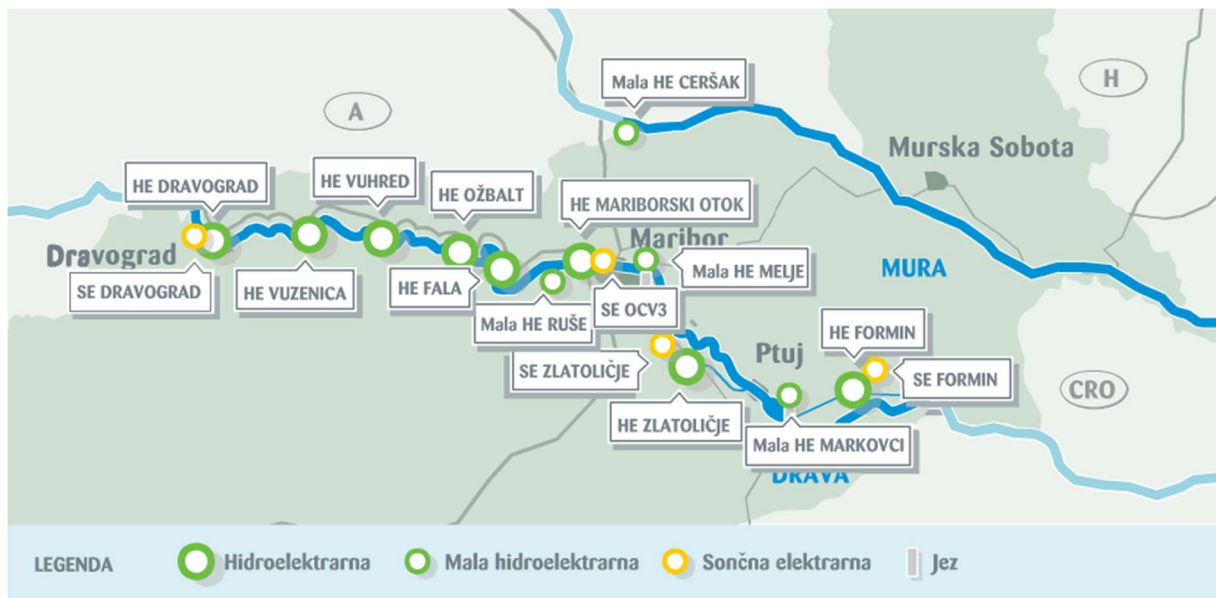 Mala HE CERŠAK
H
A
Murska Sobota
HE VUHRED
HE DRAVOGRAD
HE OŽBALT
HE MARIBORSKI OTOK
Maribor
Dravograd
MURA
Mala HE MELJE
SE DRAVOGRAD
HE VUZENICA
HE FALA
SE OCV3
Mala HE RUŠE
HE FORMIN
Ptuj
SE ZLATOLIČJE
SE FORMIN
CRO
HE ZLATOLIČJE
Mala HE MARKOVCI
DRAVA
LEGENDA
Hidroelektrarna
Mala hidroelektrarna
Sončna elektrarna
Jez